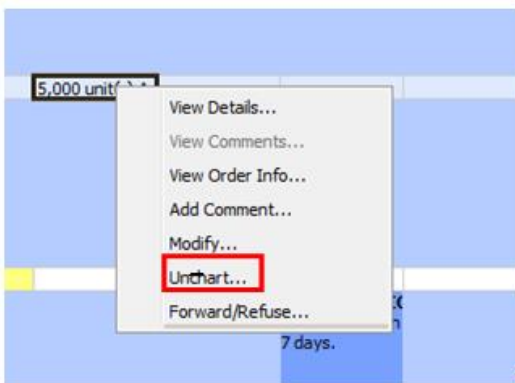 5,000 unit
View Details...
View Comments...
View Order Info...
Add Comment...
Modify...
Unchart...
Forward/Refuse...
7 days.